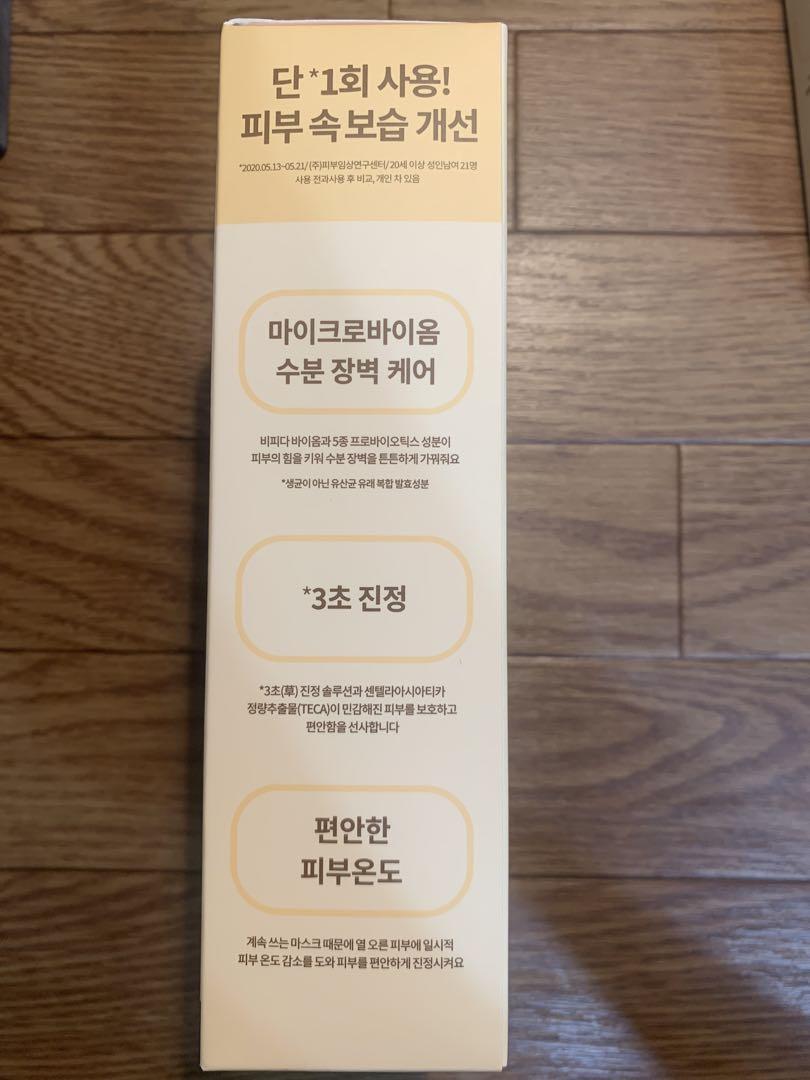 단 *1회 사용!
피부 속 보습 개선
*2020.05.13~05.21/ (주)피부임상연구센터/ 20세 이상 성인남여 21명
사용 전과사용 후 비교, 개인 차 있음
마이크로바이옴
수분 장벽 케어
비피다 바이옴과 5종 프로바이오틱스 성분이
피부의 힘을 키워 수분 장벽을 튼튼하게 가꿔줘요
*생균이 아닌 유산균 유래 복합 발효성분
*3초 진정
*3초(草) 진정 솔루션과 센텔라아시아티카
정량추출물(TECA)이 민감해진 피부를 보호하고
편안함을 선사합니다
편안한
피부온도
계속 쓰는 마스크 때문에 열 오른 피부에 일시적
피부 온도 감소를 도와 피부를 편안하게 진정시켜요